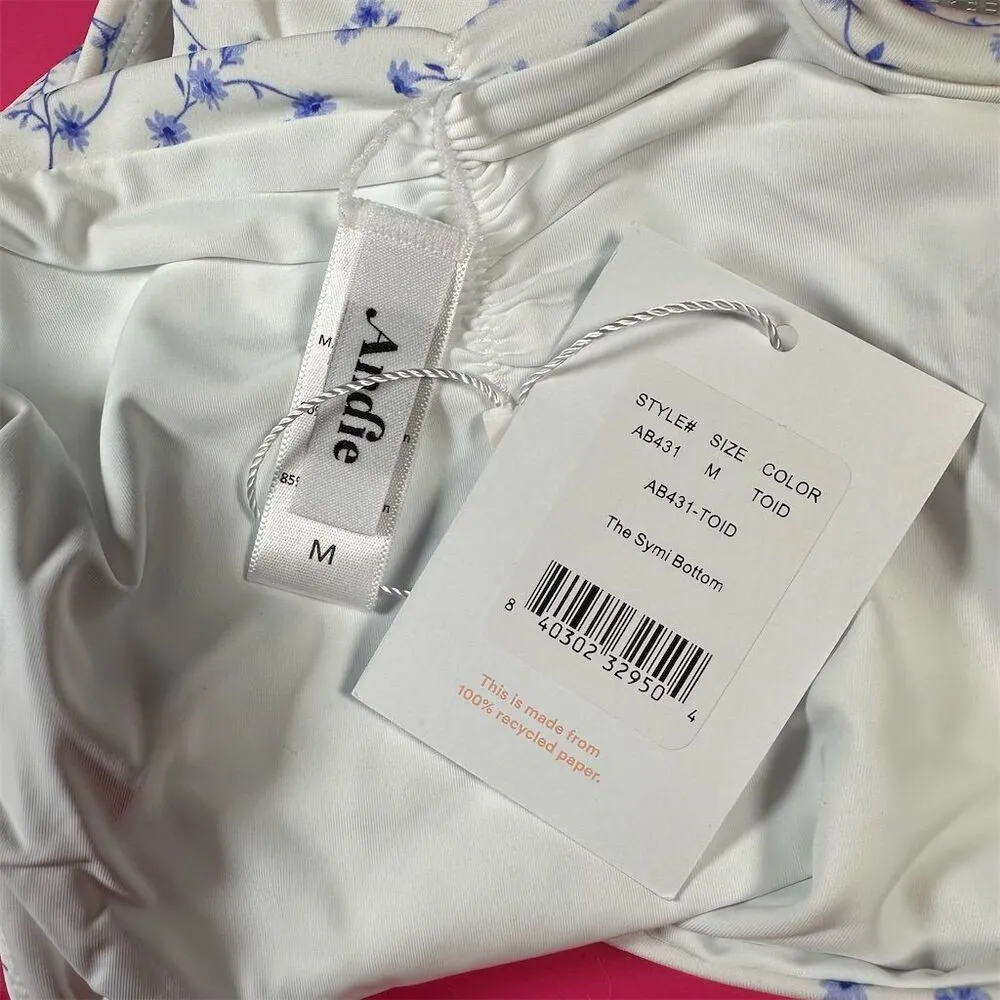 Andie
85
M
STYLE# SIZE COLOR
AB431 M TOID
AB431-TOID
The Symi Bottom
8 40302 32950 4
This is made from
100% recycled paper.